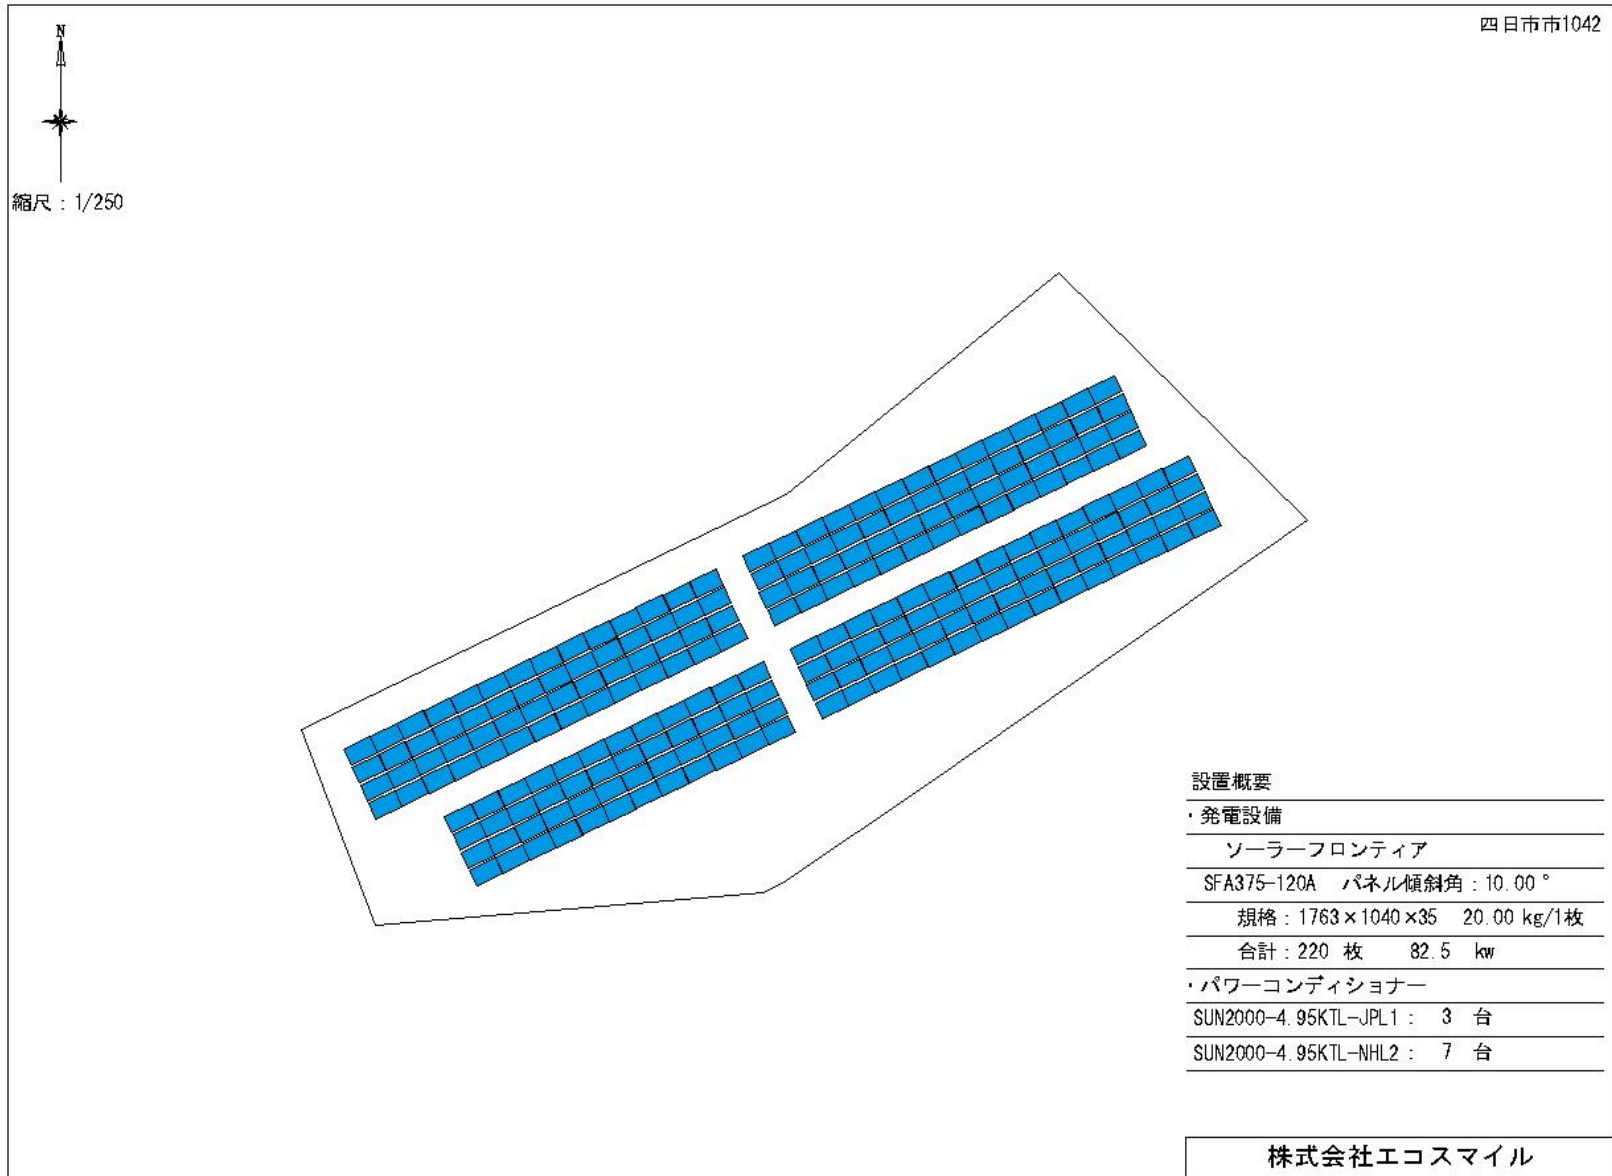 四日市市1042
N
縮尺：1/250
設置概要
・発電設備
ソーラーフロンティア
SFA375-120A パネル傾斜角：10.00°
規格：1763×1040×35 20.00 kg/1枚
合計：220 枚 82.5 kw
・パワーコンディショナー
SUN2000-4.95KTL-JPL1： 3 台
SUN2000-4.95KTL-NHL2： 7 台
株式会社エコスマイル